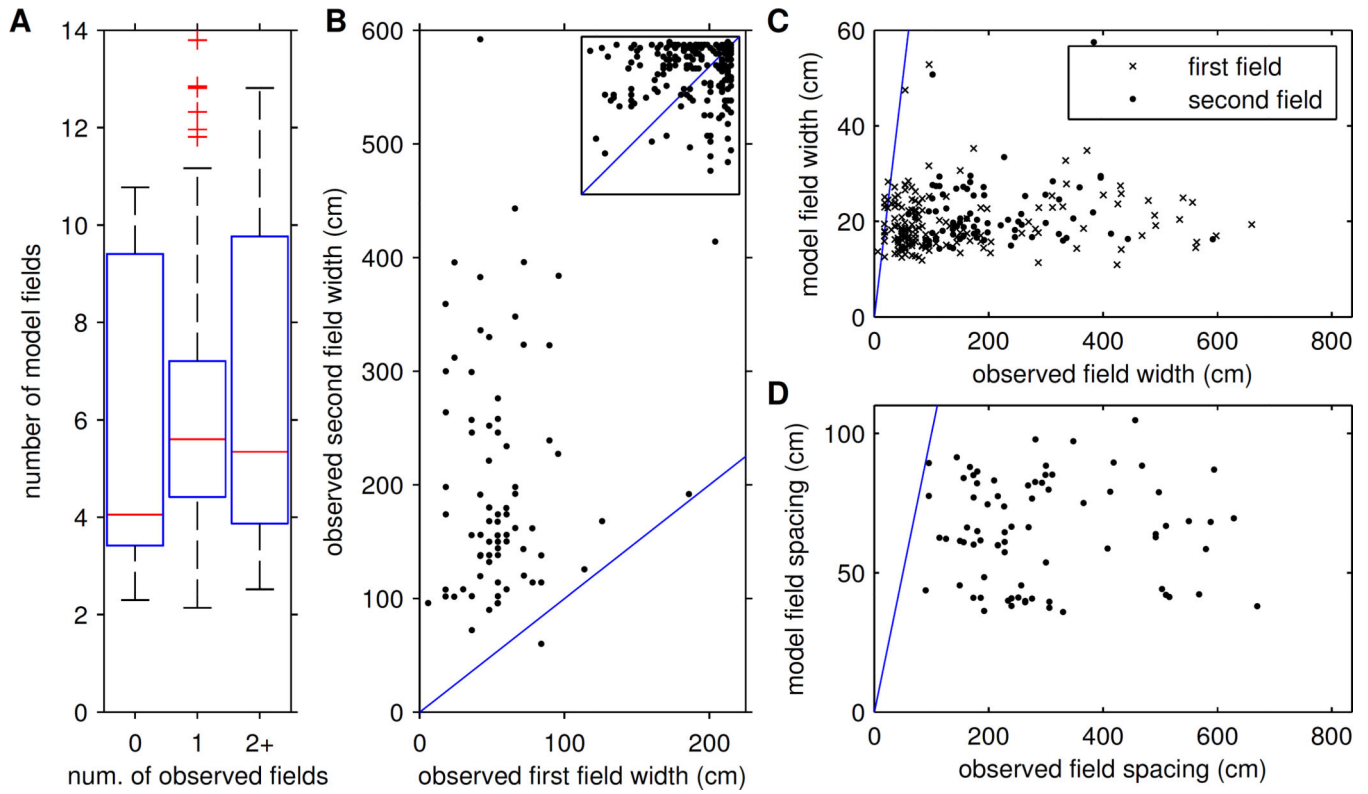 A
number of model fields
14
12
10
8
6
4
2
0
0 1 2+
num. of observed fields
B
observed second field width (cm)
600
500
400
300
200
100
0
0 100 200
observed first field width (cm)
C
model field width (cm)
60
40
20
0
first field
second field
0 200 400 600 800
observed field width (cm)
D
model field spacing (cm)
100
50
0
0 200 400 600 800
observed field spacing (cm)